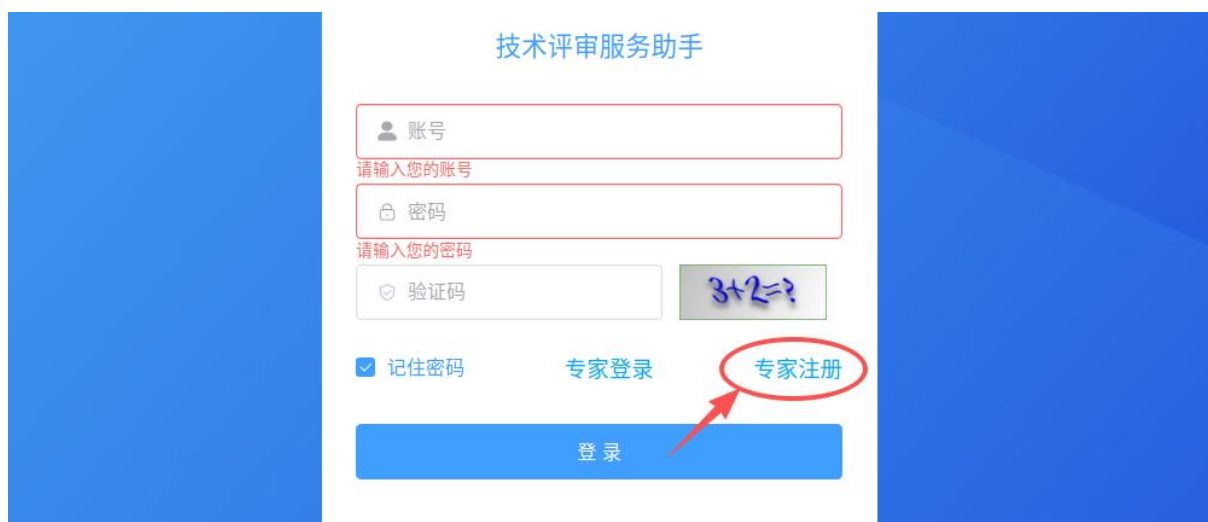 技术评审服务助手
账号
请输入您的账号
密码
请输入您的密码
验证码 3+2=?
记住密码 专家登录 专家注册
登 录